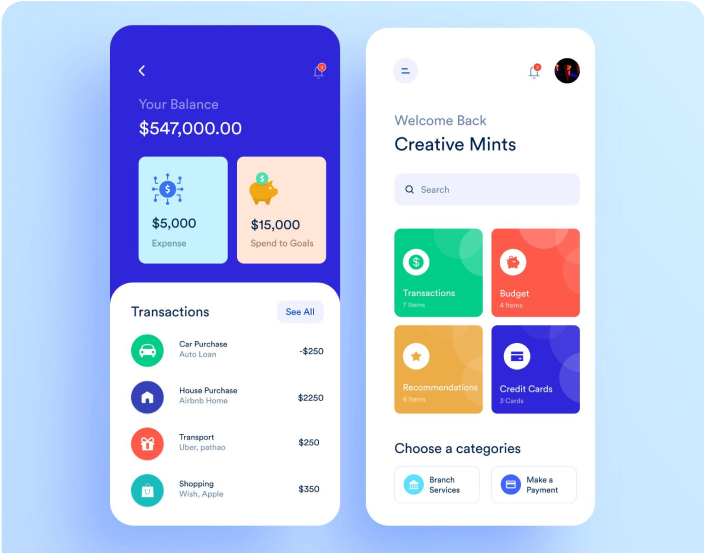 Your Balance
$547,000.00
$5,000
Expense
$15,000
Spend to Goals
Transactions
See All
Car Purchase
Auto Loan
-$250
House Purchase
Airbnb Home
$2250
Transport
Uber, pathao
$250
Shopping
Wish, Apple
$350
Welcome Back
Creative Mints
Search
Transactions
7 Items
Budget
4 Items
Recommendations
6 Items
Credit Cards
3 Cards
Choose a categories
Branch
Services
Make a
Payment